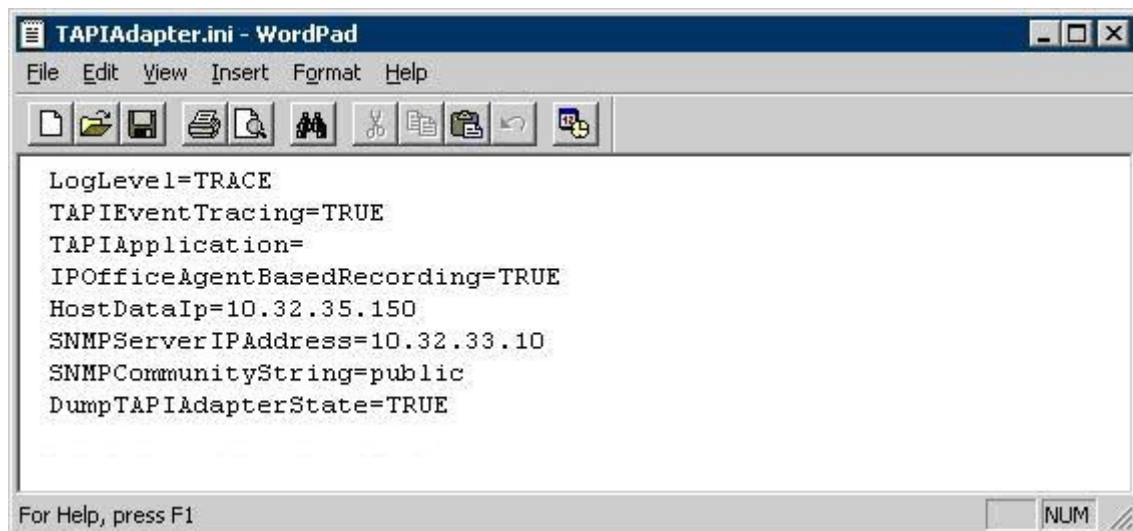 TAPIAdapter.ini - WordPad
File Edit View Insert Format Help
LogLevel=TRACE
TAPIEventTracing=TRUE
TAPIApplication=
IPOfficeAgentBasedRecording=TRUE
HostDataIp=10.32.35.150
SNMPServerIPAddress=10.32.33.10
SNMPCommunityString=public
DumpTAPIAdapterState=TRUE
For Help, press F1 NUM